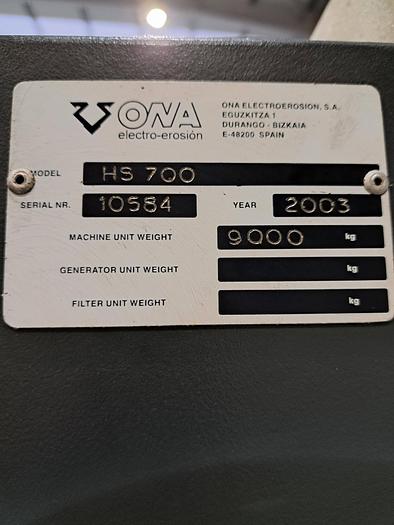 ONA
electro-erosión
ONA ELECTROEROSION, S.A.
EGUZKITZA 1
DURANGO - BIZKAIA
E-48200 SPAIN
MODEL HS 700
SERIAL NR. 10584 YEAR 2003
MACHINE UNIT WEIGHT 9000 kg
GENERATOR UNIT WEIGHT kg
FILTER UNIT WEIGHT kg